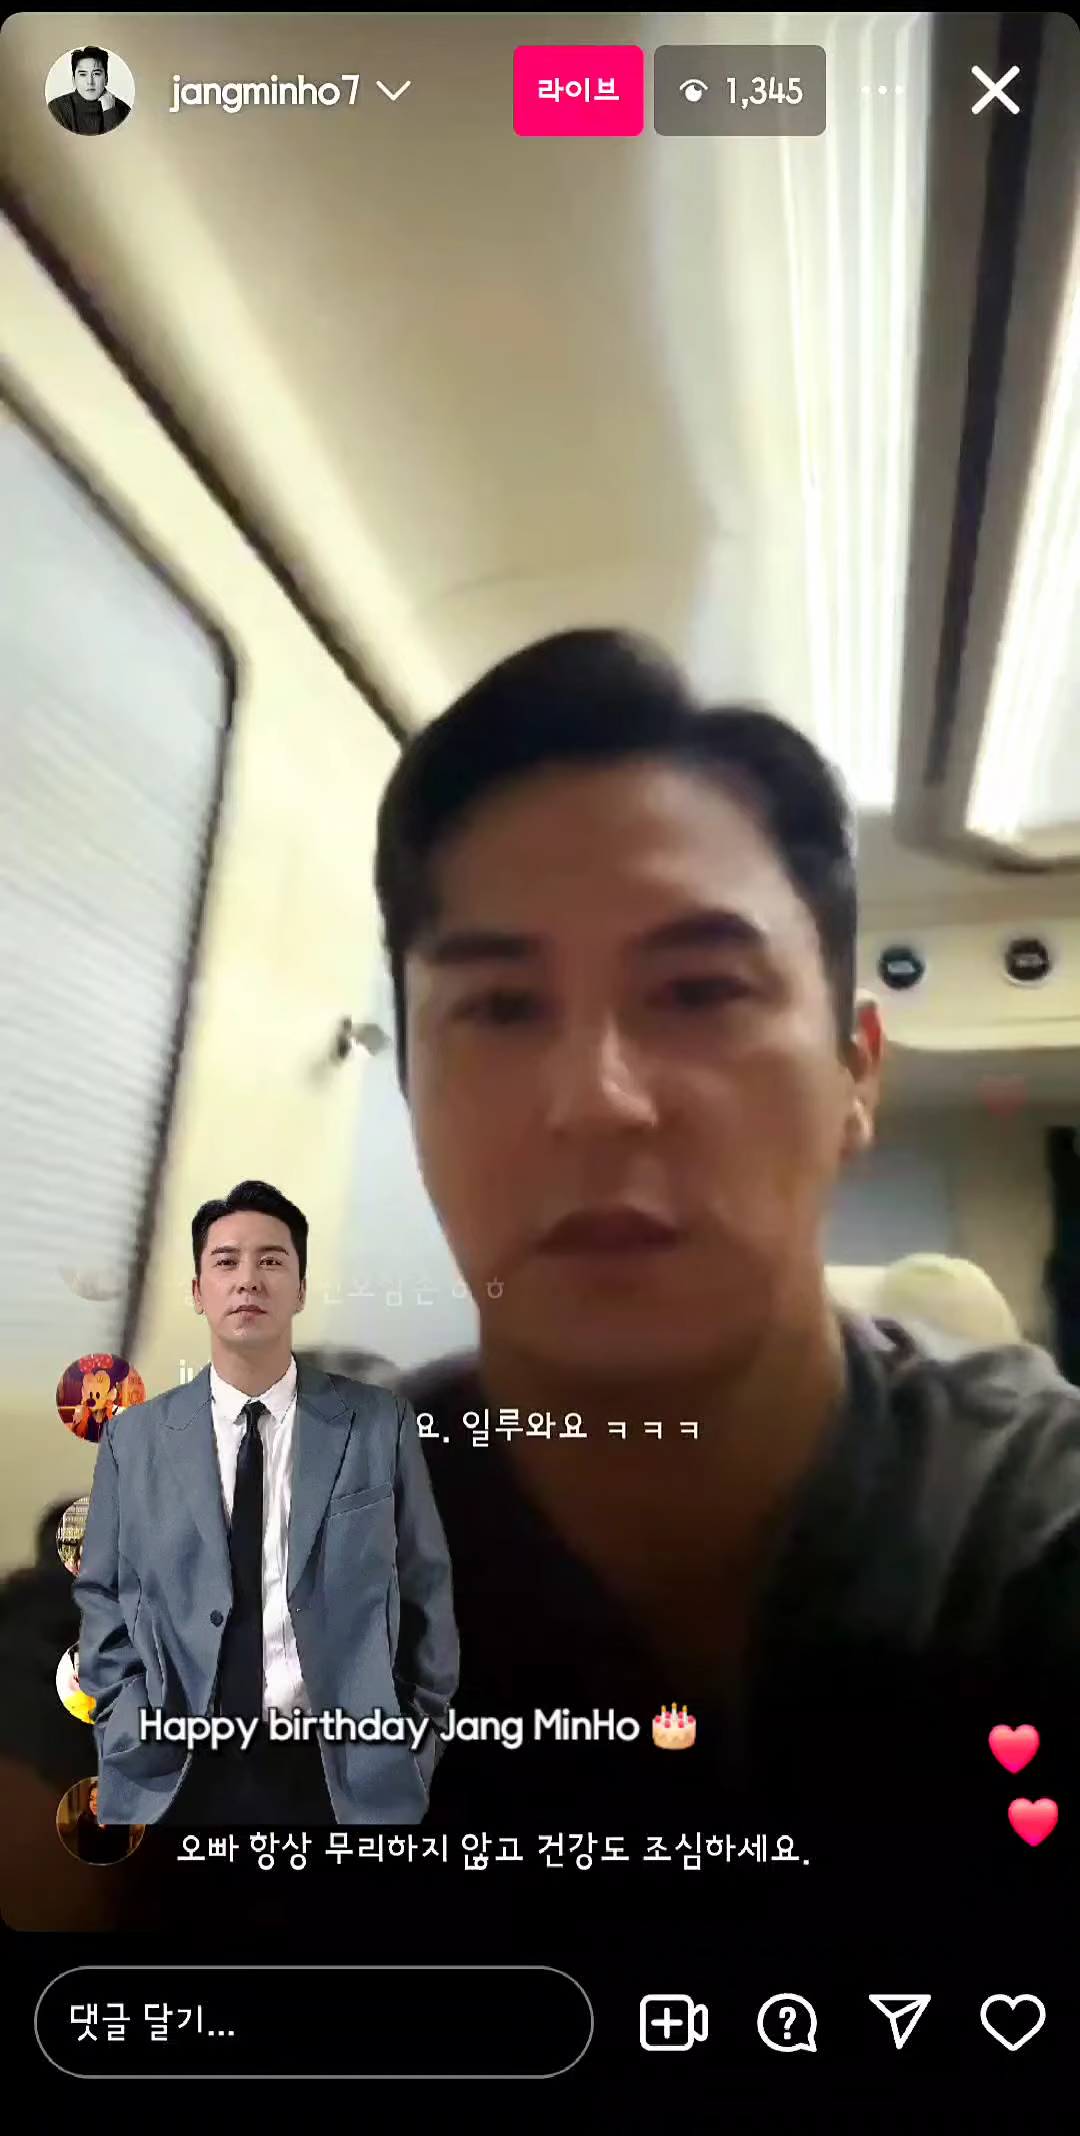 jangminho7
라이브
1,345
요. 일루와요 ㅋㅋㅋ
Happy birthday Jang MinHo 🎂
오빠 항상 무리하지 않고 건강도 조심하세요.
댓글 달기...